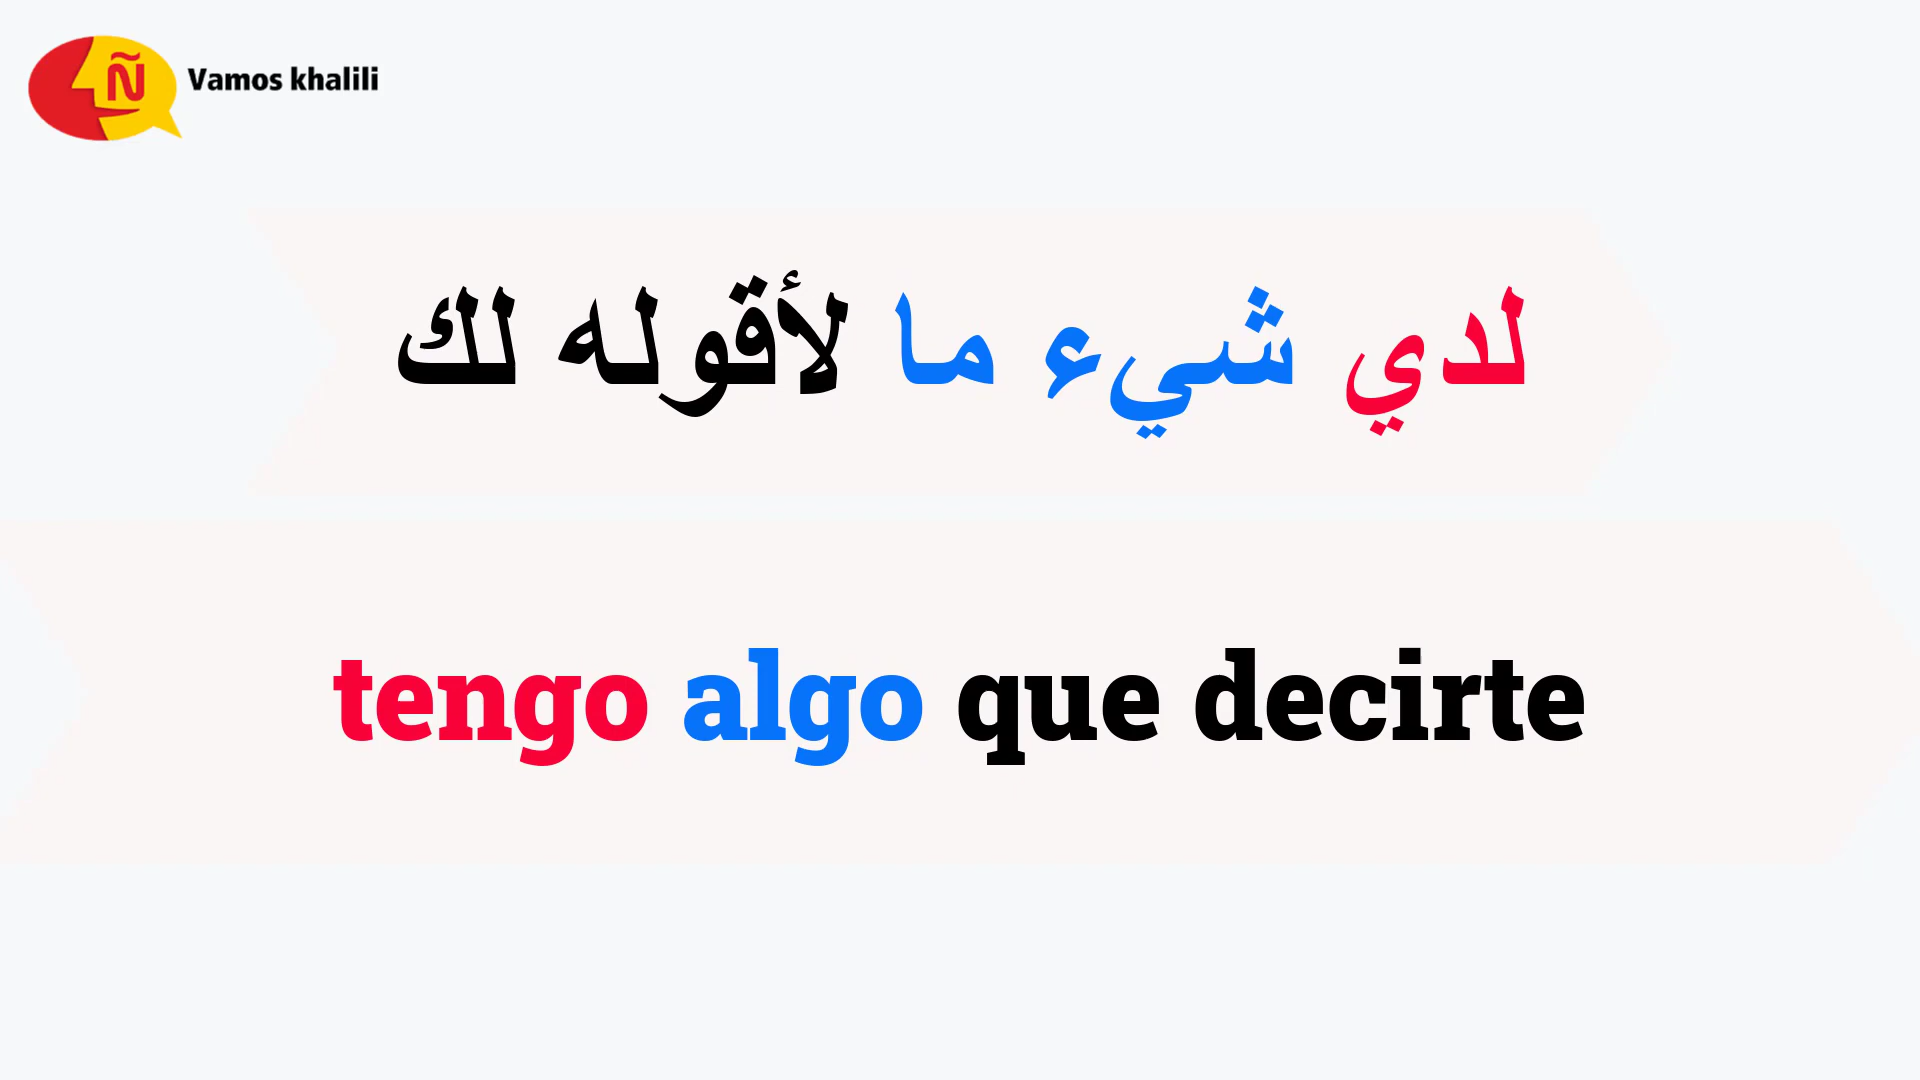 Ñ
Vamos khalili
لدي شيء ما لأقوله لك
tengo algo que decirte